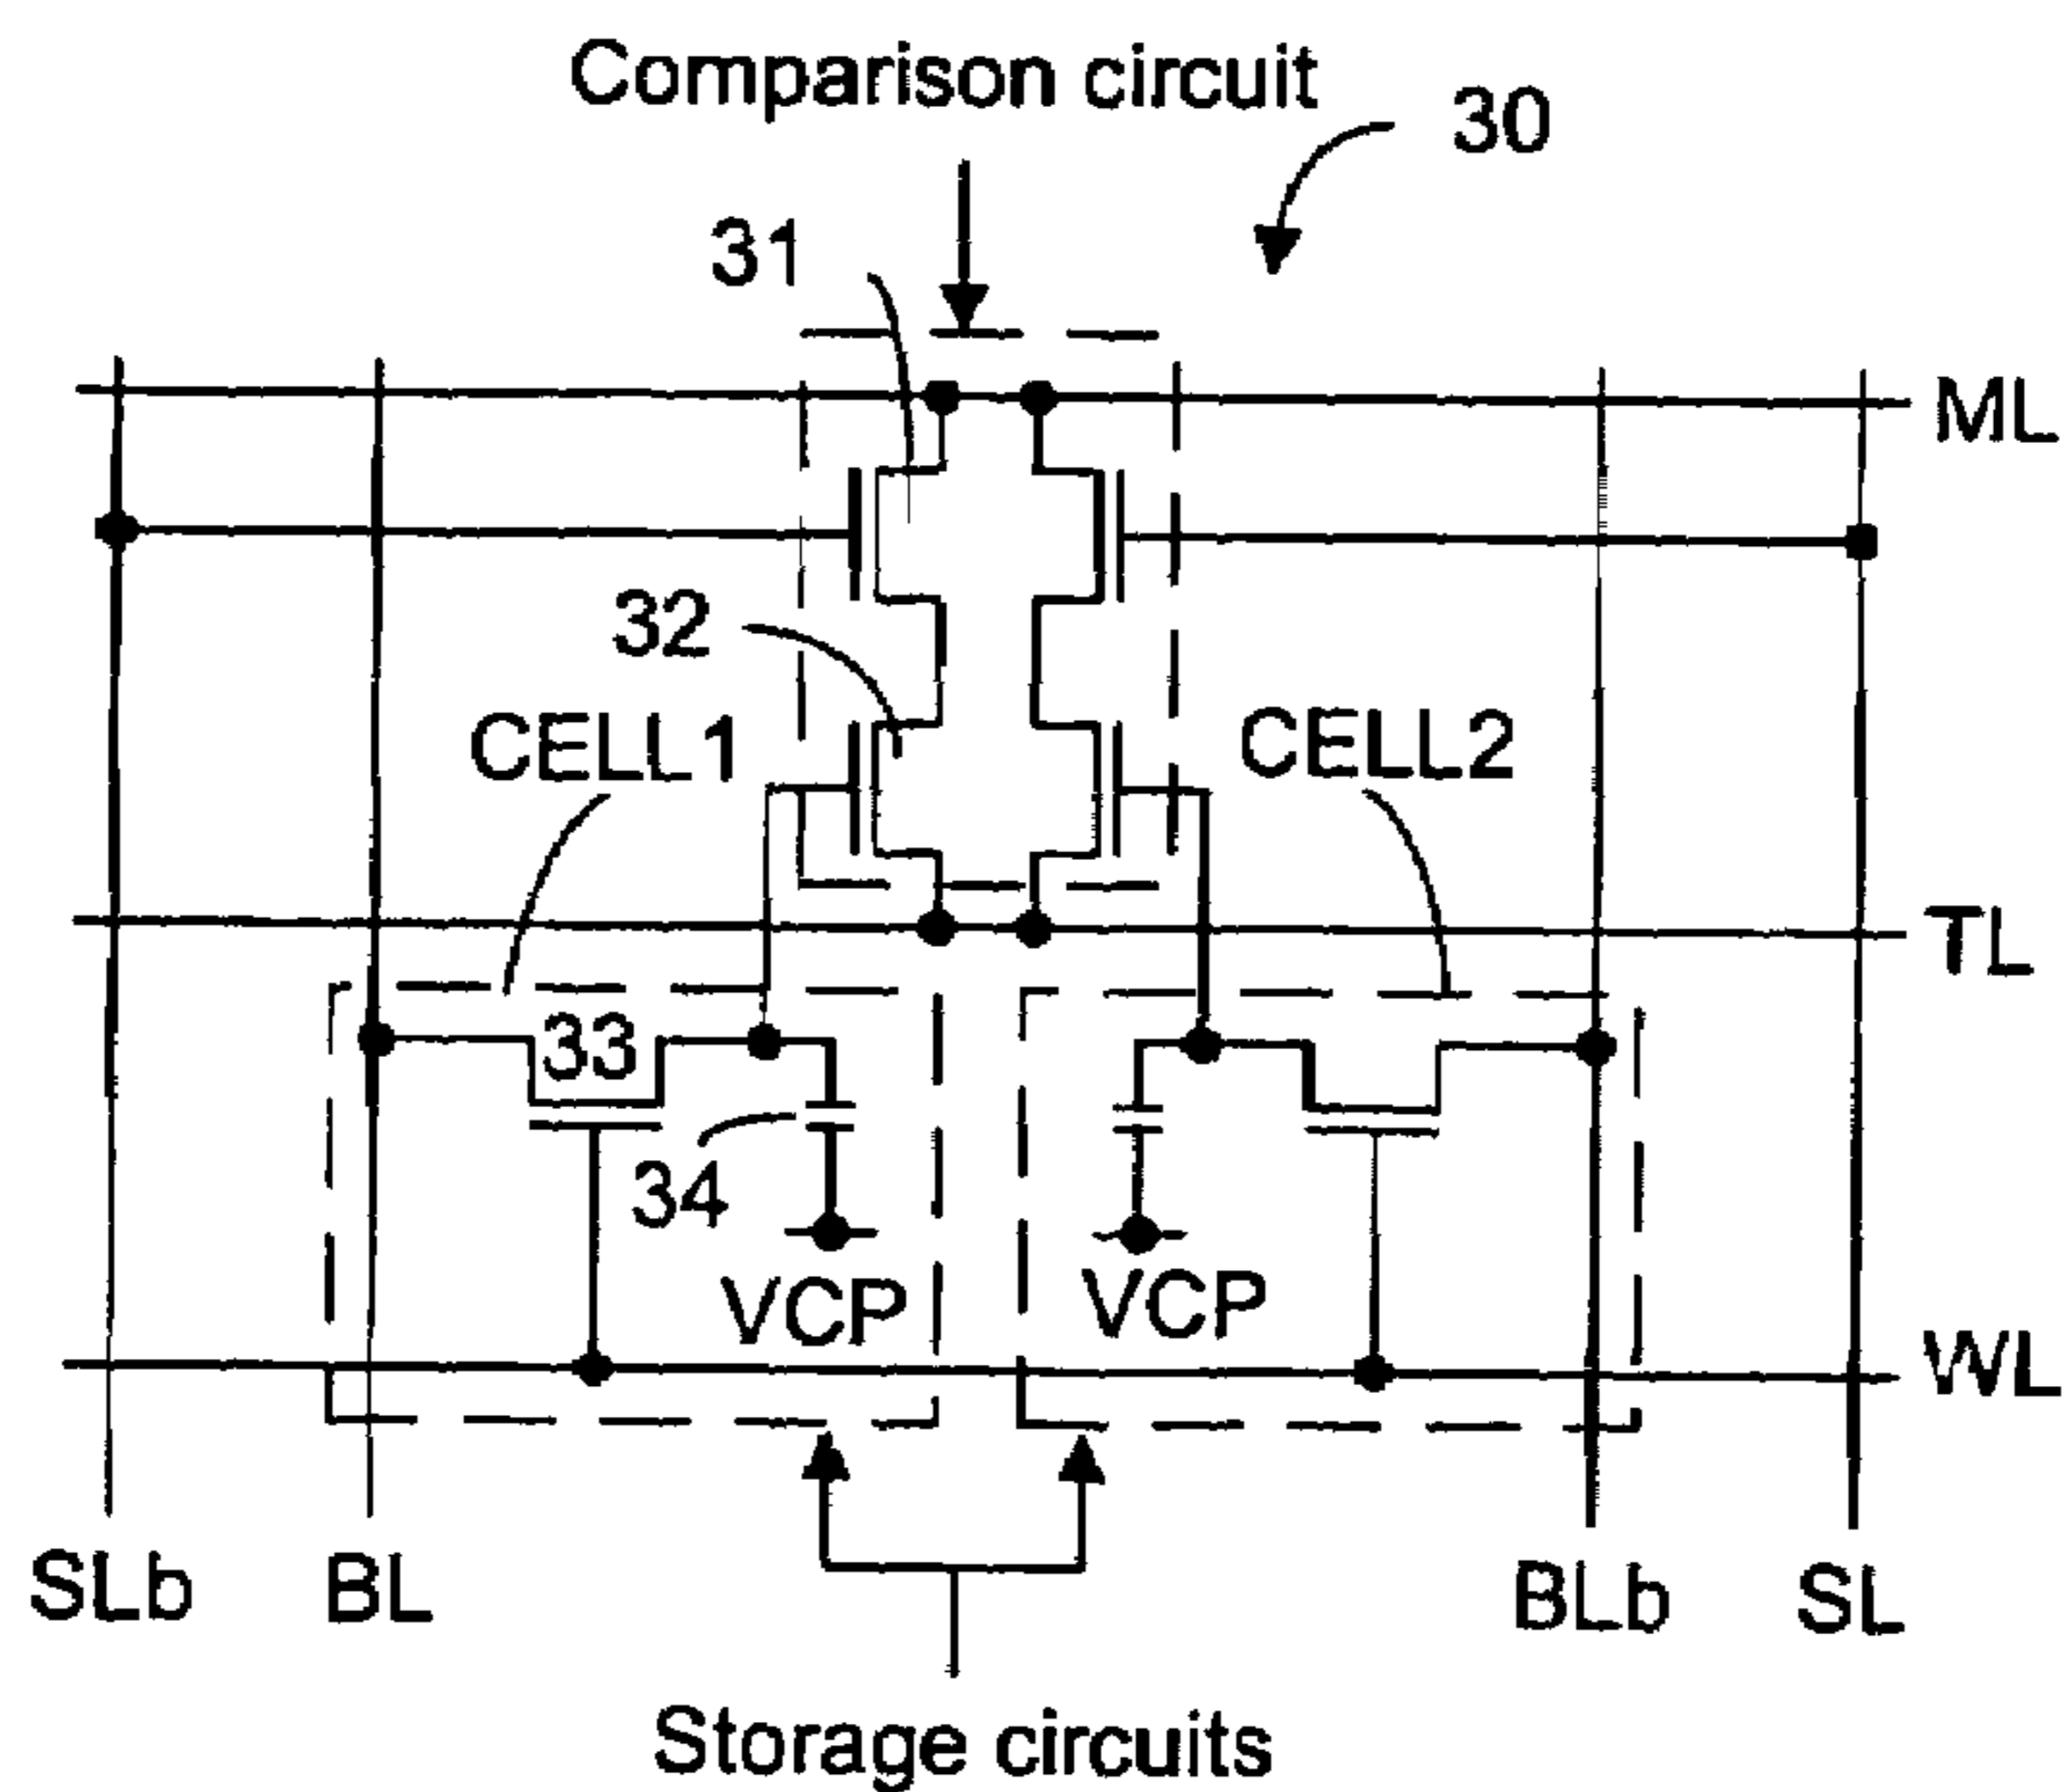 Comparison circuit
30
31
ML
32
CELL1
CELL2
TL
33
34
VCP
VCP
WL
SLb
BL
BLb
SL
Storage circuits